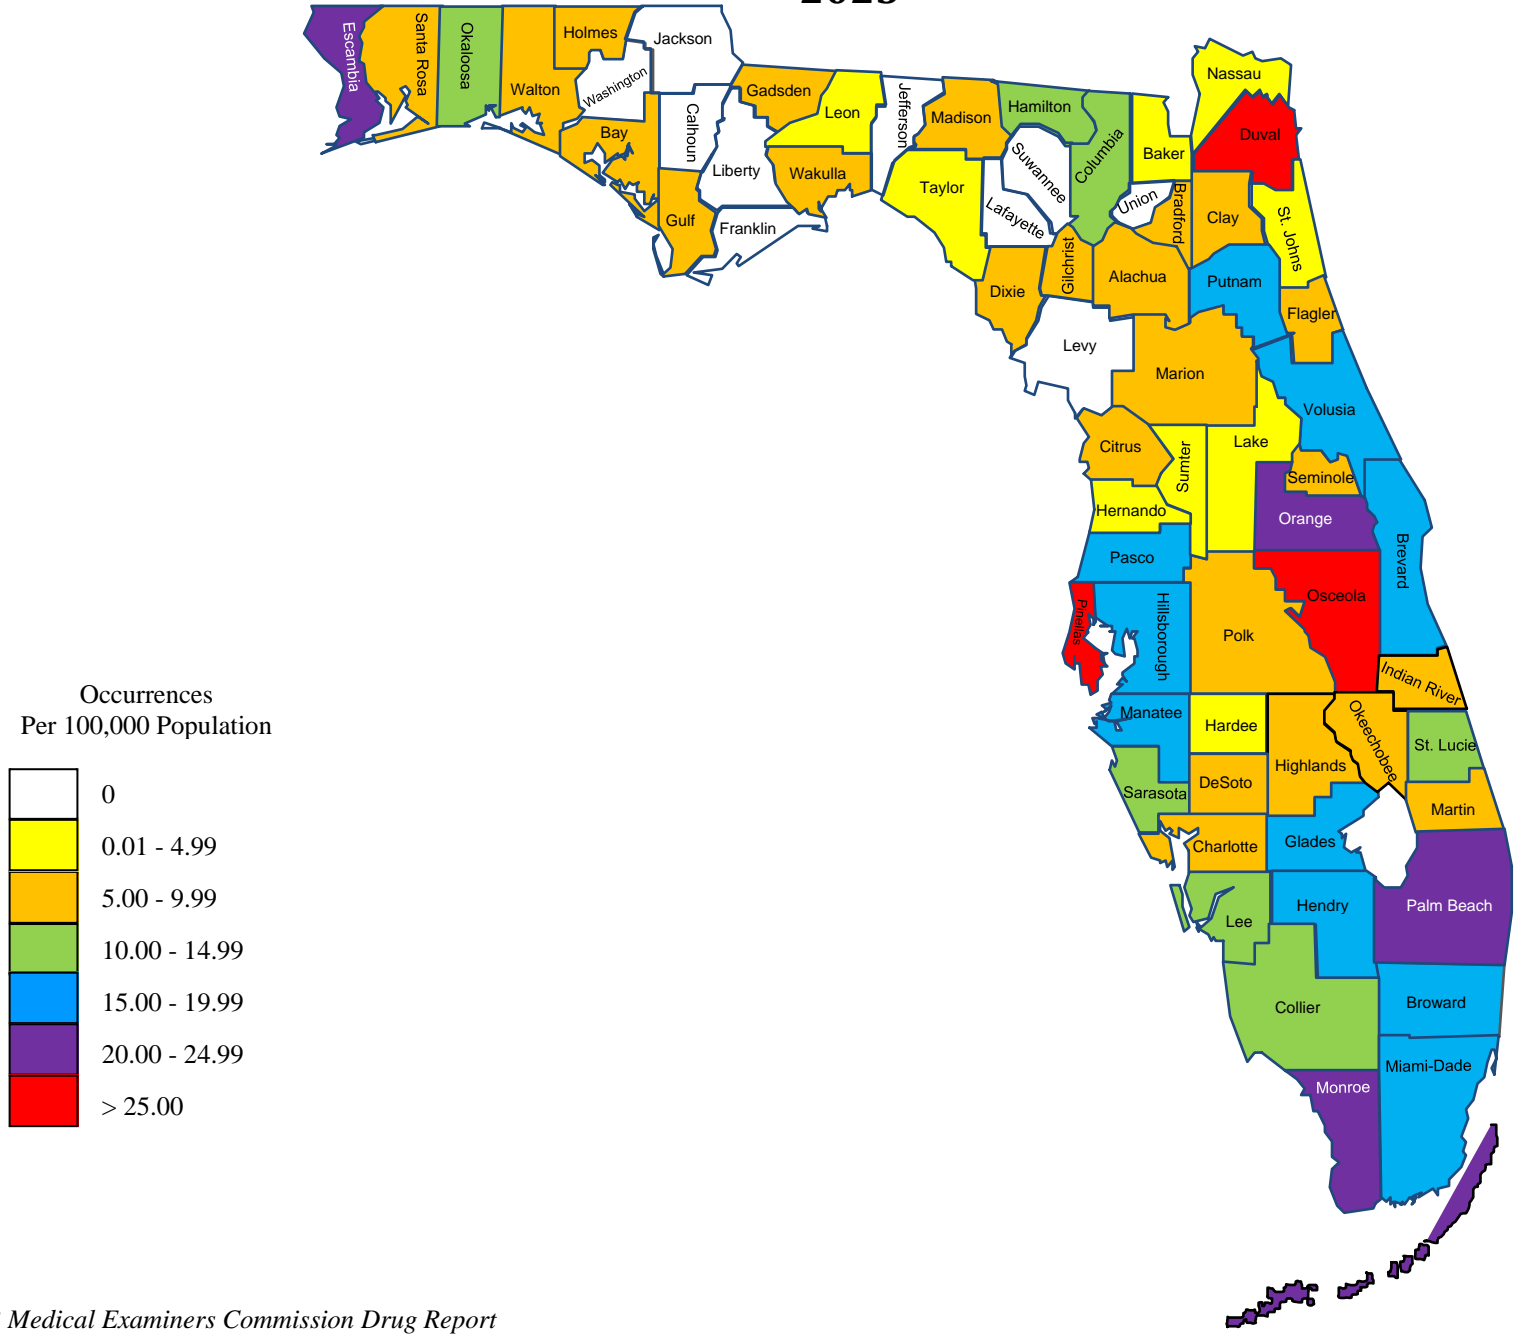 2023
Escambia
Santa Rosa
Okaloosa
Walton
Holmes
Washington
Jackson
Bay
Calhoun
Gulf
Liberty
Franklin
Gadsden
Leon
Wakulla
Jefferson
Madison
Taylor
Hamilton
Suwannee
Lafayette
Columbia
Baker
Nassau
Duval
Union
Bradford
Clay
St. Johns
Dixie
Gilchrist
Alachua
Putnam
Flagler
Levy
Marion
Volusia
Citrus
Sumter
Lake
Seminole
Hernando
Orange
Pasco
Brevard
Pinellas
Hillsborough
Polk
Osceola
Indian River
Manatee
Hardee
Okeechobee
St. Lucie
Sarasota
DeSoto
Highlands
Martin
Charlotte
Glades
Lee
Hendry
Palm Beach
Collier
Broward
Miami-Dade
Monroe
Occurrences
Per 100,000 Population
0
0.01 - 4.99
5.00 - 9.99
10.00 - 14.99
15.00 - 19.99
20.00 - 24.99
> 25.00
Medical Examiners Commission Drug Report